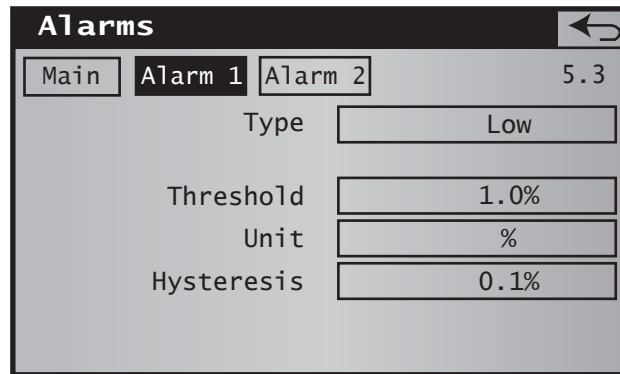 Alarms
Main Alarm 1 Alarm 2 5.3
Type Low
Threshold 1.0%
Unit %
Hysteresis 0.1%